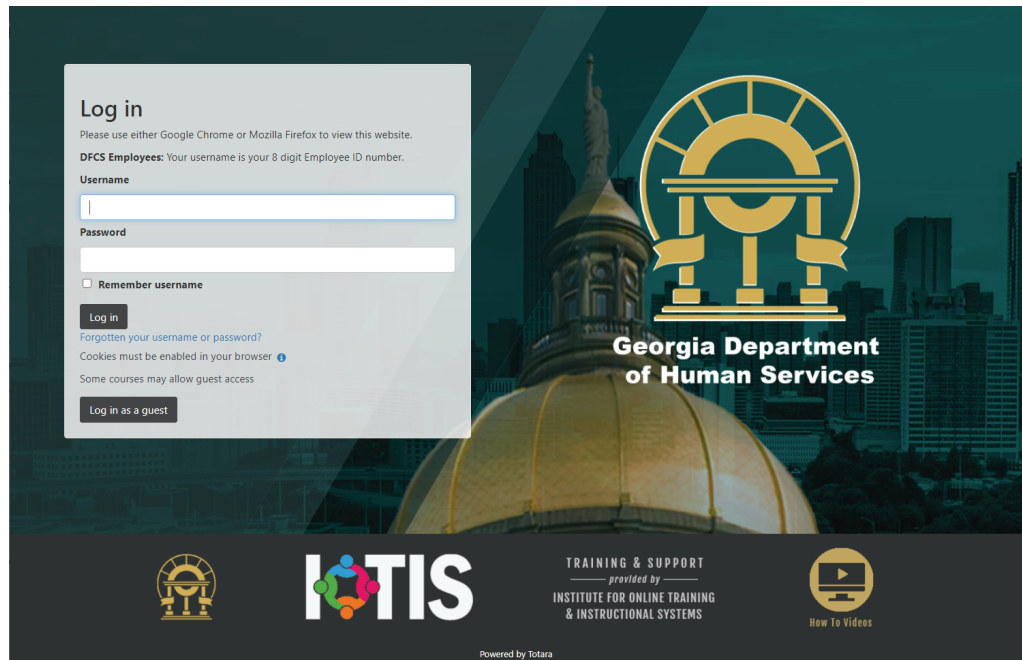 Log in
Please use either Google Chrome or Mozilla Firefox to view this website.
DFCS Employees: Your username is your 8 digit Employee ID number.
Username
Password
Remember username
Log in
Forgotten your username or password?
Cookies must be enabled in your browser
Some courses may allow guest access
Log in as a guest
Georgia Department
of Human Services
IOTIS
TRAINING & SUPPORT
provided by
INSTITUTE FOR ONLINE TRAINING
& INSTRUCTIONAL SYSTEMS
How To Videos
Powered by Totara